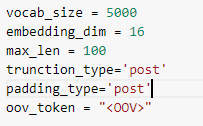 vocab_size = 5000
embedding_dim = 16
max_len = 100
trunction_type='post'
padding_type='post'
oov_token = "<OOV>"